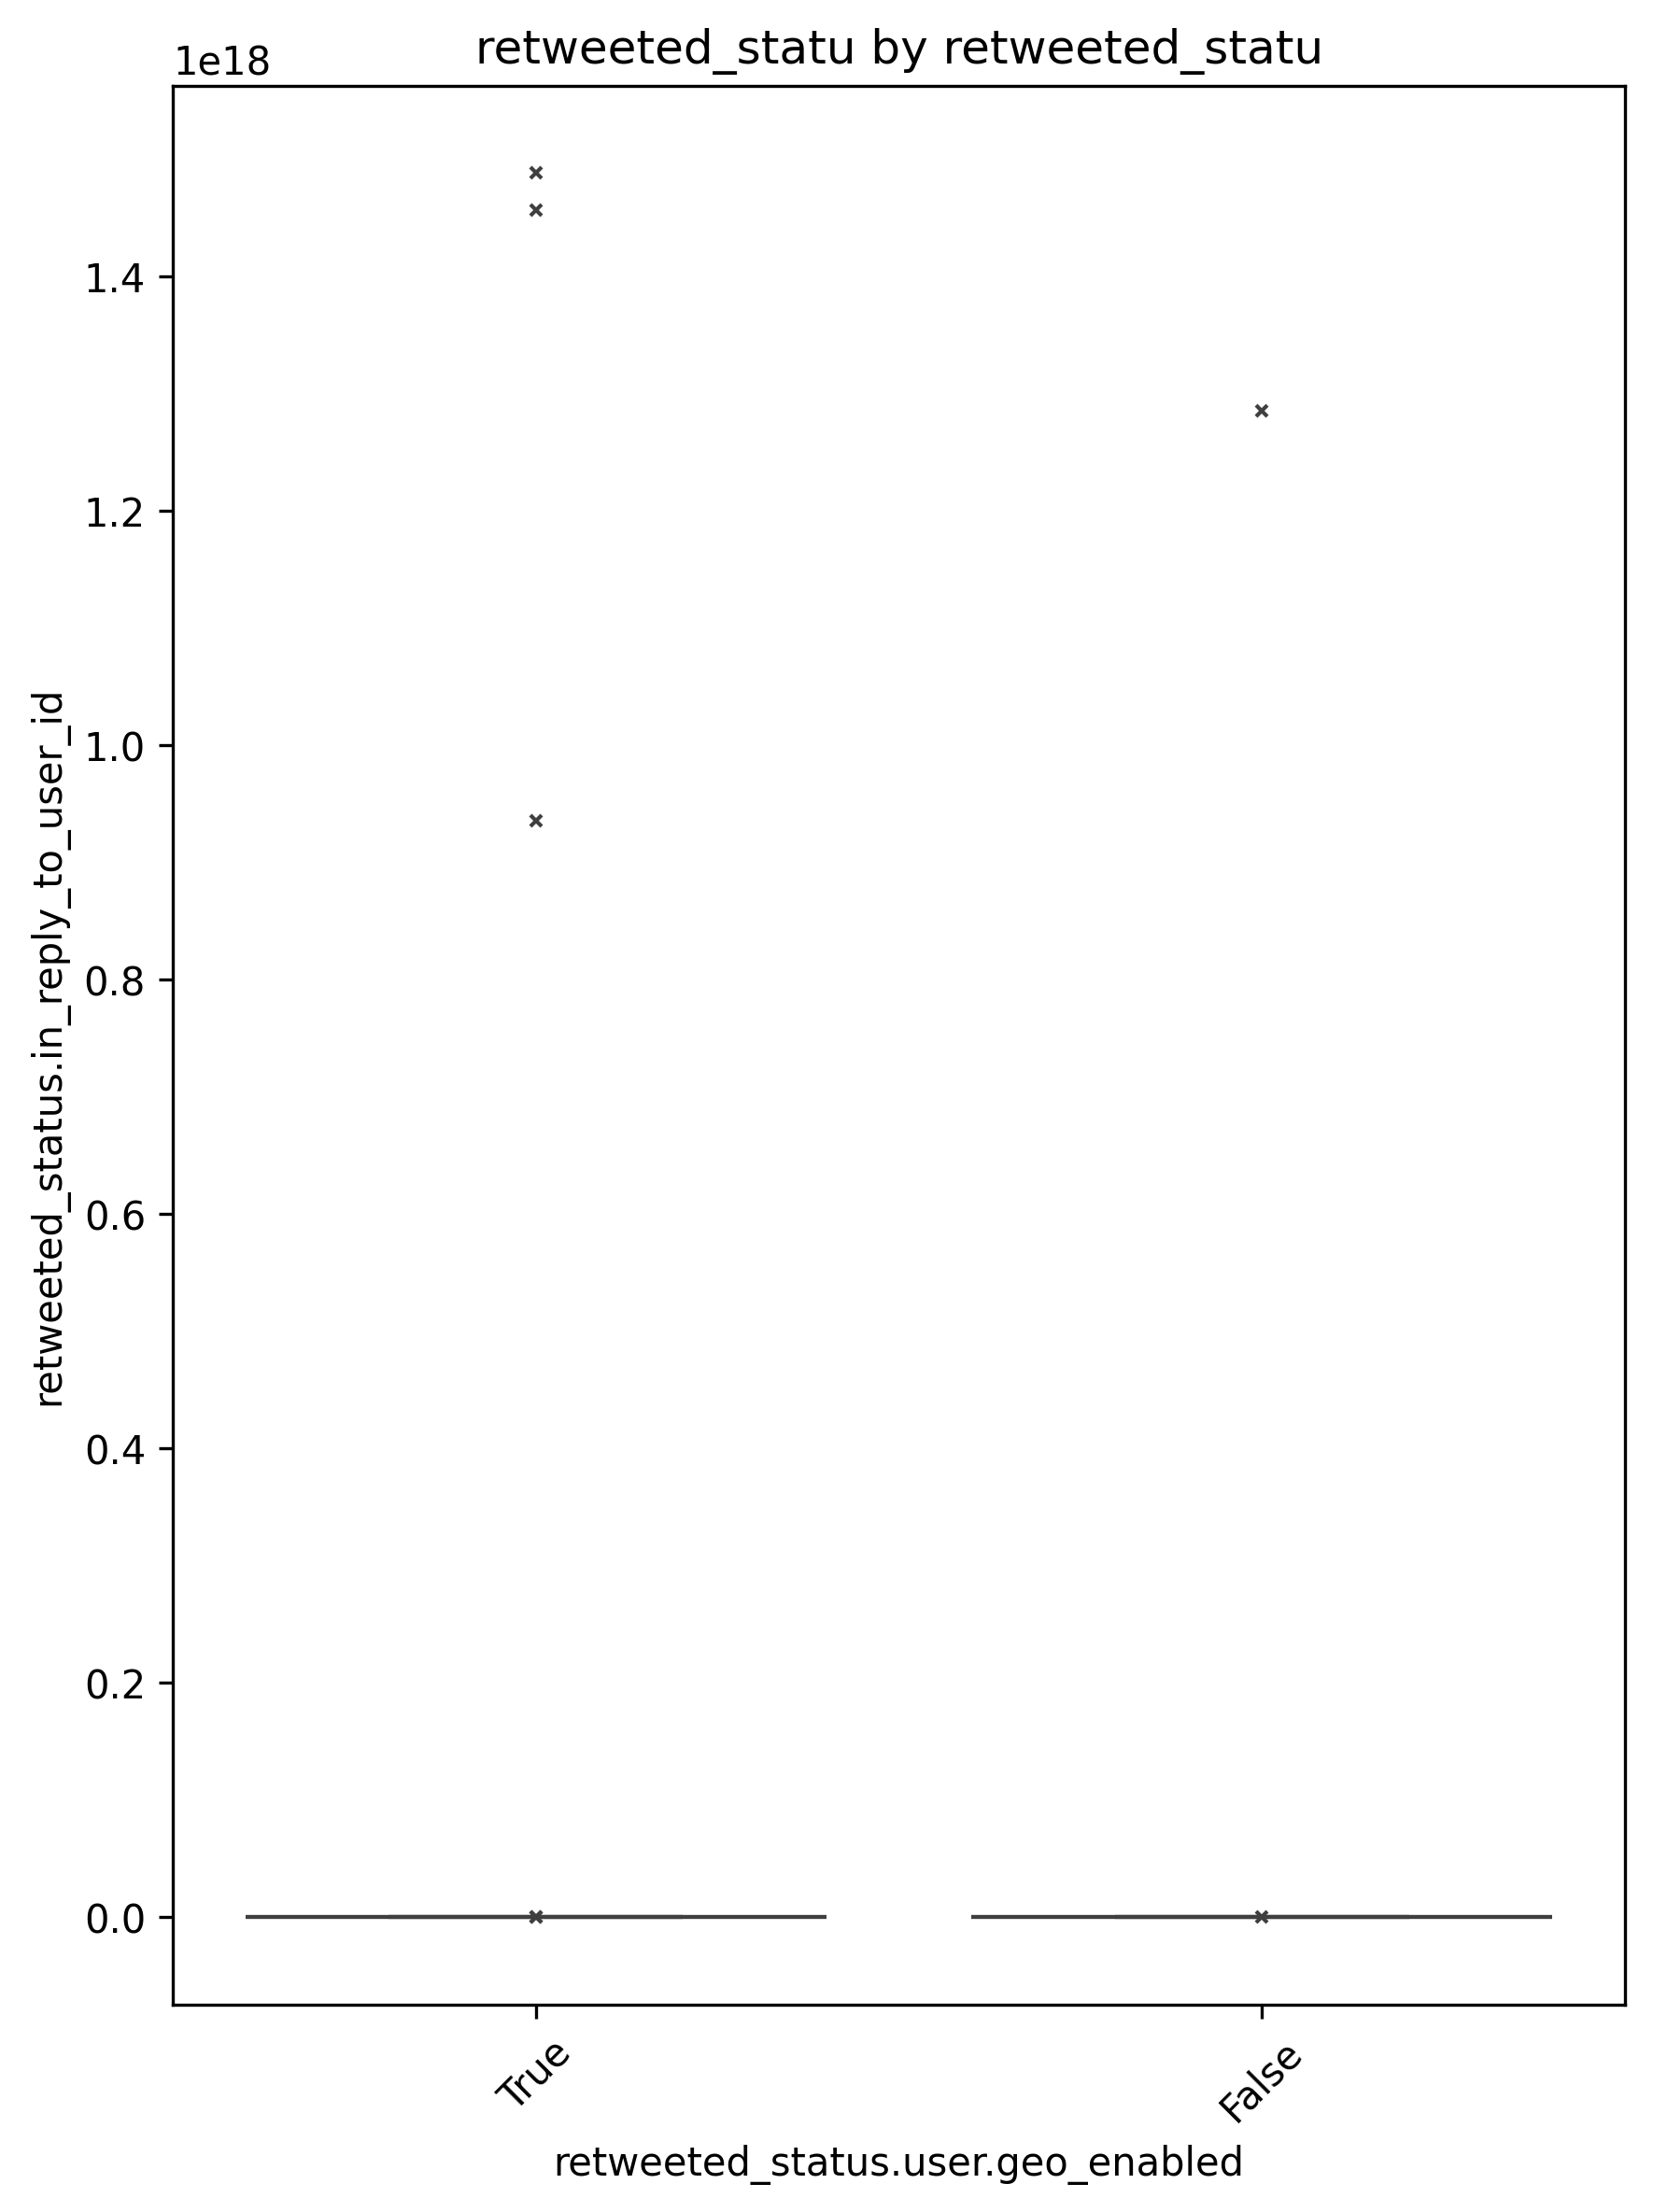 retweeted_statu by retweeted_statu
1e18
1.4
1.2
1.0
0.8
0.6
0.4
0.2
0.0
retweeted_status.in_reply_to_user_id
True
False
retweeted_status.user.geo_enabled